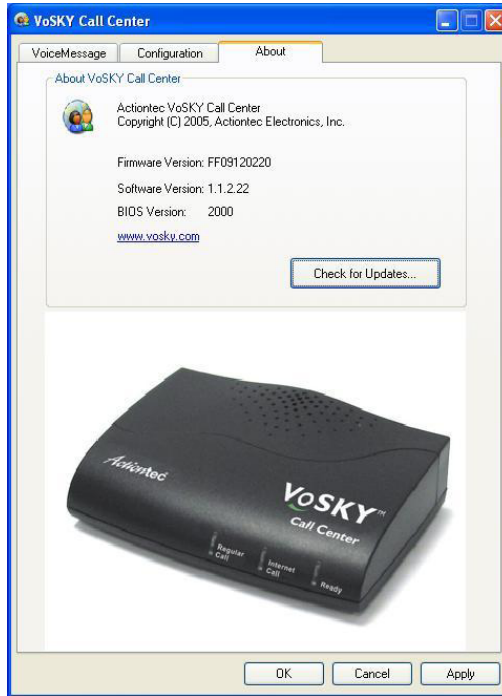 VoSKY Call Center
VoiceMessage Configuration About
About VoSKY Call Center
Actiontec VoSKY Call Center
Copyright (C) 2005, Actiontec Electronics, Inc.
Firmware Version: FF09120220
Software Version: 1.1.2.22
BIOS Version: 2000
www.vosky.com
Check for Updates...
Actiontec
VoSKY™
Call Center
Regular Call
Internet Call
Ready
OK Cancel Apply